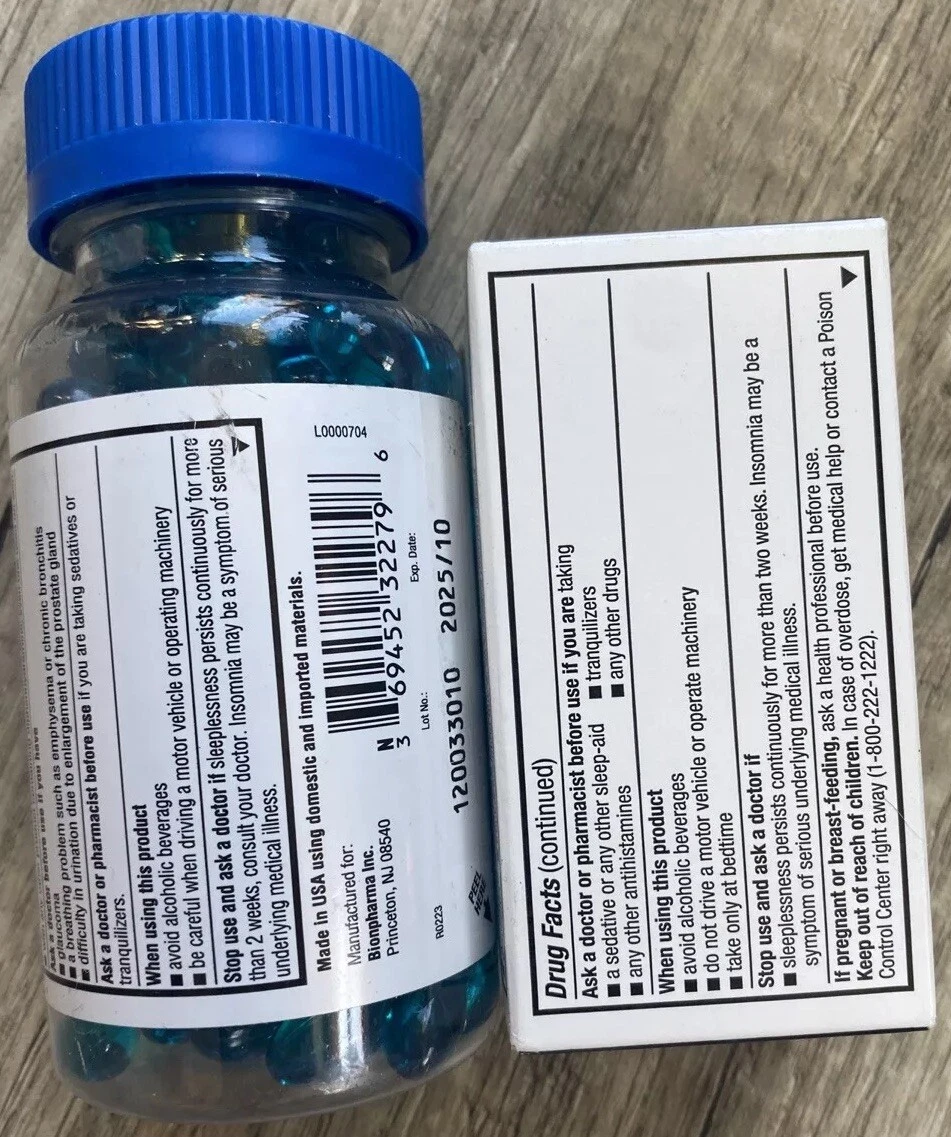 Ask a doctor before use if you have
■ glaucoma
■ a breathing problem such as emphysema or chronic bronchitis
■ difficulty in urination due to enlargement of the prostate gland
Ask a doctor or pharmacist before use if you are taking sedatives or
tranquilizers.
When using this product
■ avoid alcoholic beverages
■ be careful when driving a motor vehicle or operating machinery
Stop use and ask a doctor if sleeplessness persists continuously for more
than 2 weeks, consult your doctor. Insomnia may be a symptom of serious
underlying medical illness.
Made in USA using domestic and imported materials.
Manufactured for:
Bionpharma Inc.
Princeton, NJ 08540
R0223
L0000704
N
3 69452 32279 6
Lot No.: Exp. Date:
120033010 2025/10
PEEL
HERE
Drug Facts (continued)
Ask a doctor or pharmacist before use if you are taking
■ a sedative or any other sleep-aid ■ tranquilizers
■ any other antihistamines ■ any other drugs
When using this product
■ avoid alcoholic beverages
■ do not drive a motor vehicle or operate machinery
■ take only at bedtime
Stop use and ask a doctor if
■ sleeplessness persists continuously for more than two weeks. Insomnia may be a
symptom of serious underlying medical illness.
If pregnant or breast-feeding, ask a health professional before use.
Keep out of reach of children. In case of overdose, get medical help or contact a Poison
Control Center right away (1-800-222-1222).